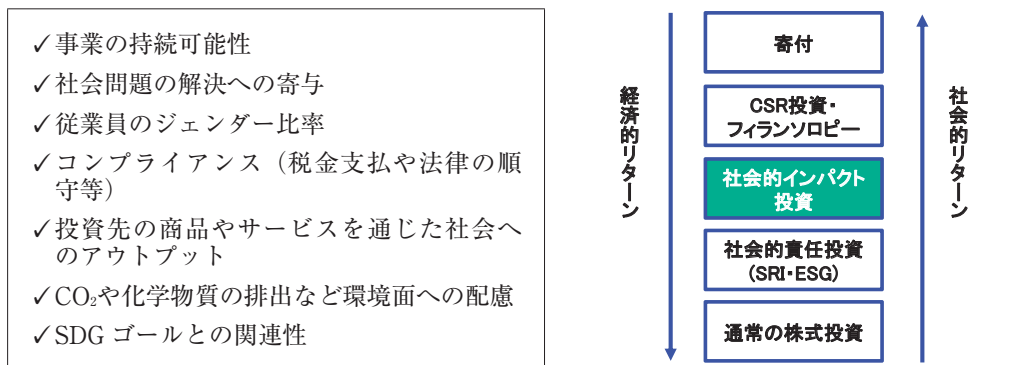 ✓事業の持続可能性
✓社会問題の解決への寄与
✓従業員のジェンダー比率
✓コンプライアンス（税金支払や法律の順
守等）
✓投資先の商品やサービスを通じた社会へ
のアウトプット
✓CO₂や化学物質の排出など環境面への配慮
✓SDG ゴールとの関連性
経済的リターン
寄付
CSR投資・
フィランソロピー
社会的インパクト
投資
社会的責任投資
(SRI・ESG)
通常の株式投資
社会的リターン